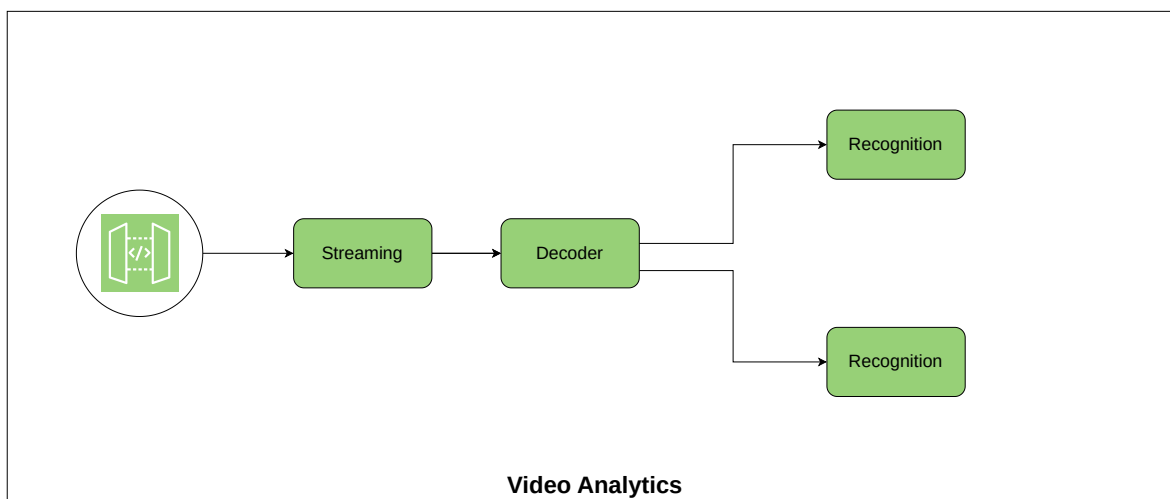 Recognition
</>
Streaming
Decoder
Recognition
Video Analytics